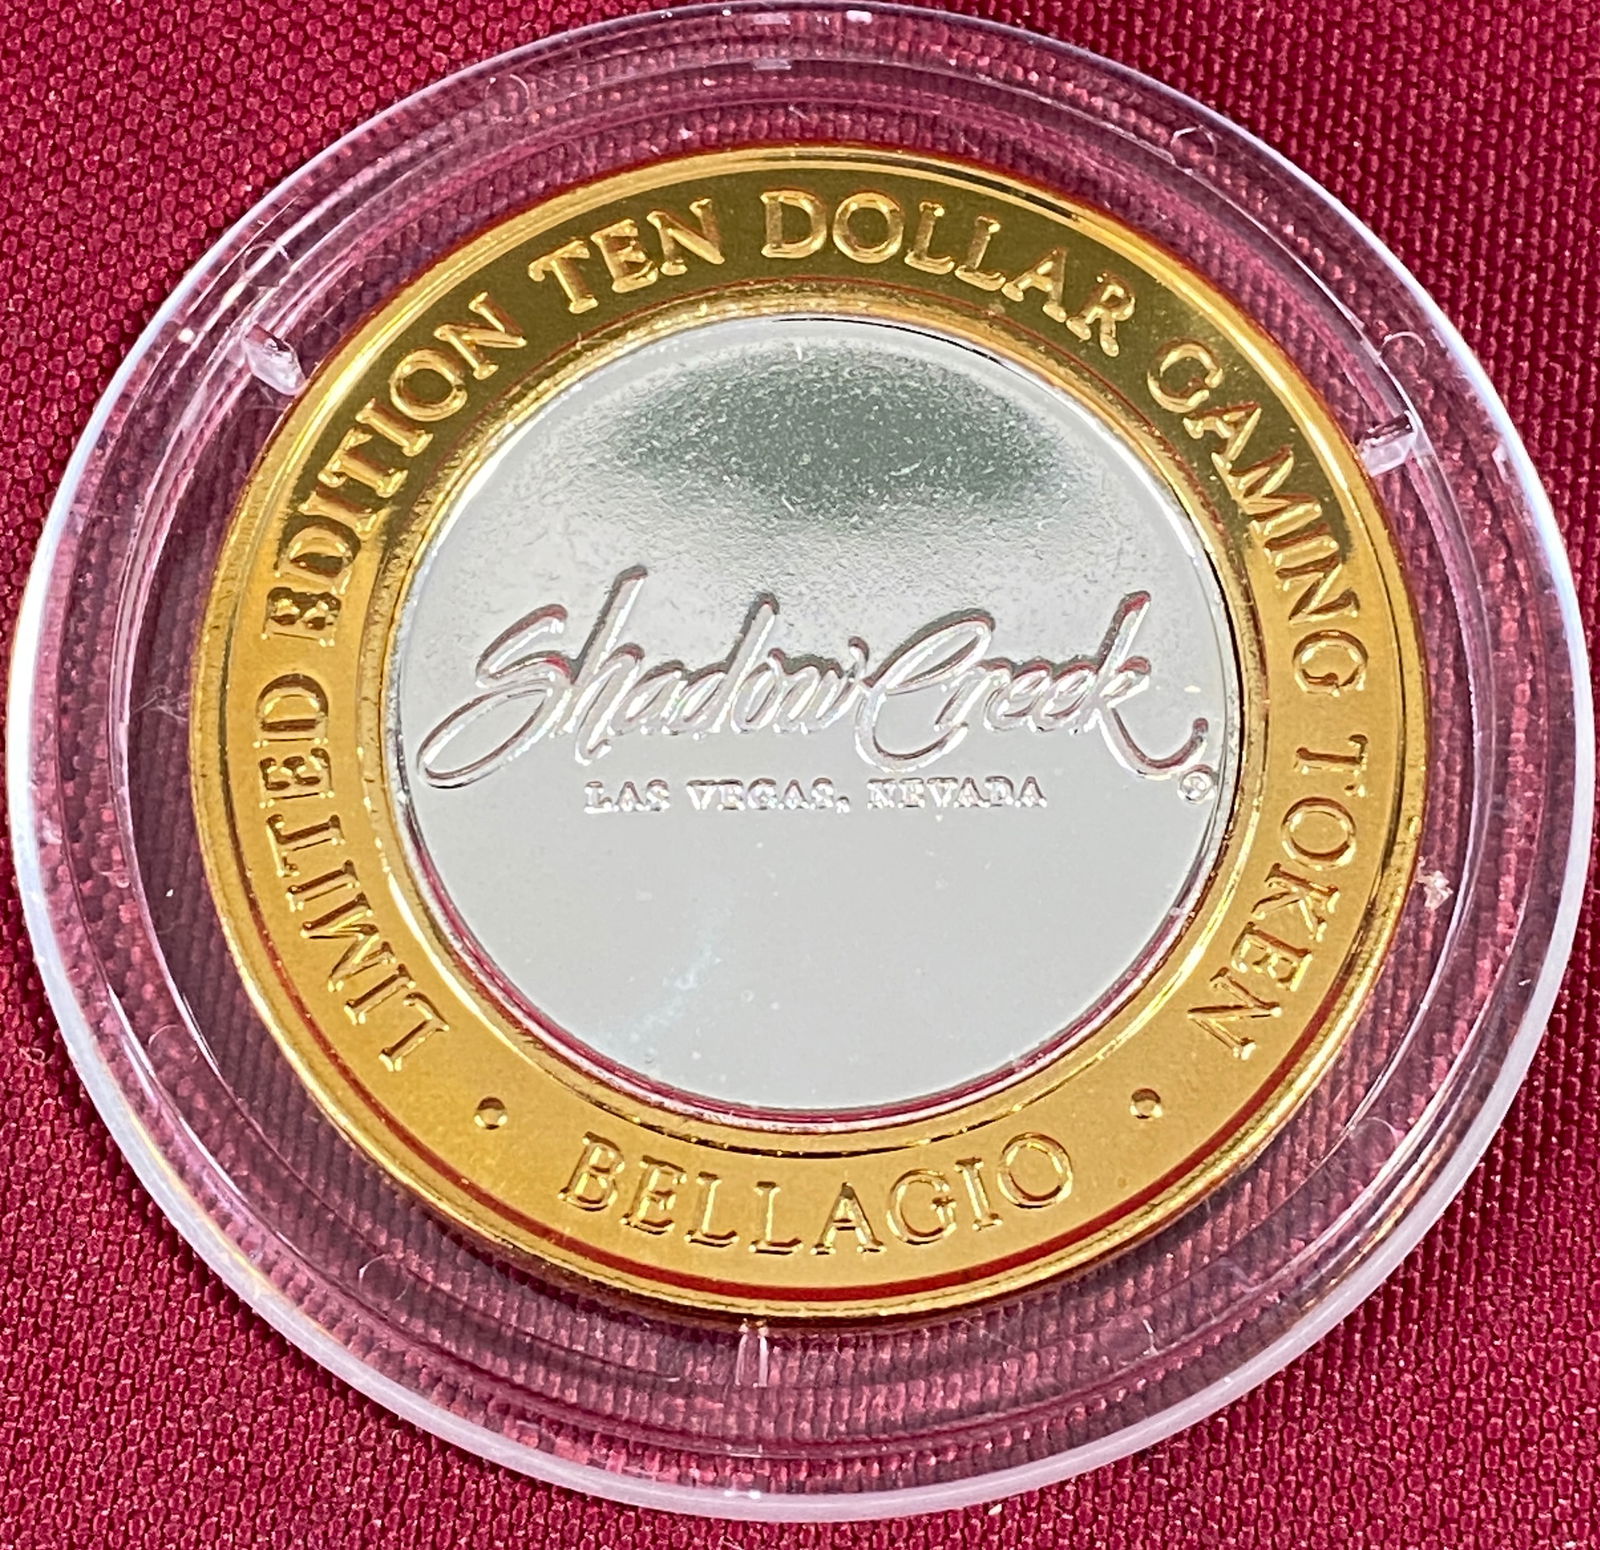 LIMITED EDITION TEN DOLLAR GAMING TOKEN
Shadow Creek®
LAS VEGAS, NEVADA
• BELLAGIO •